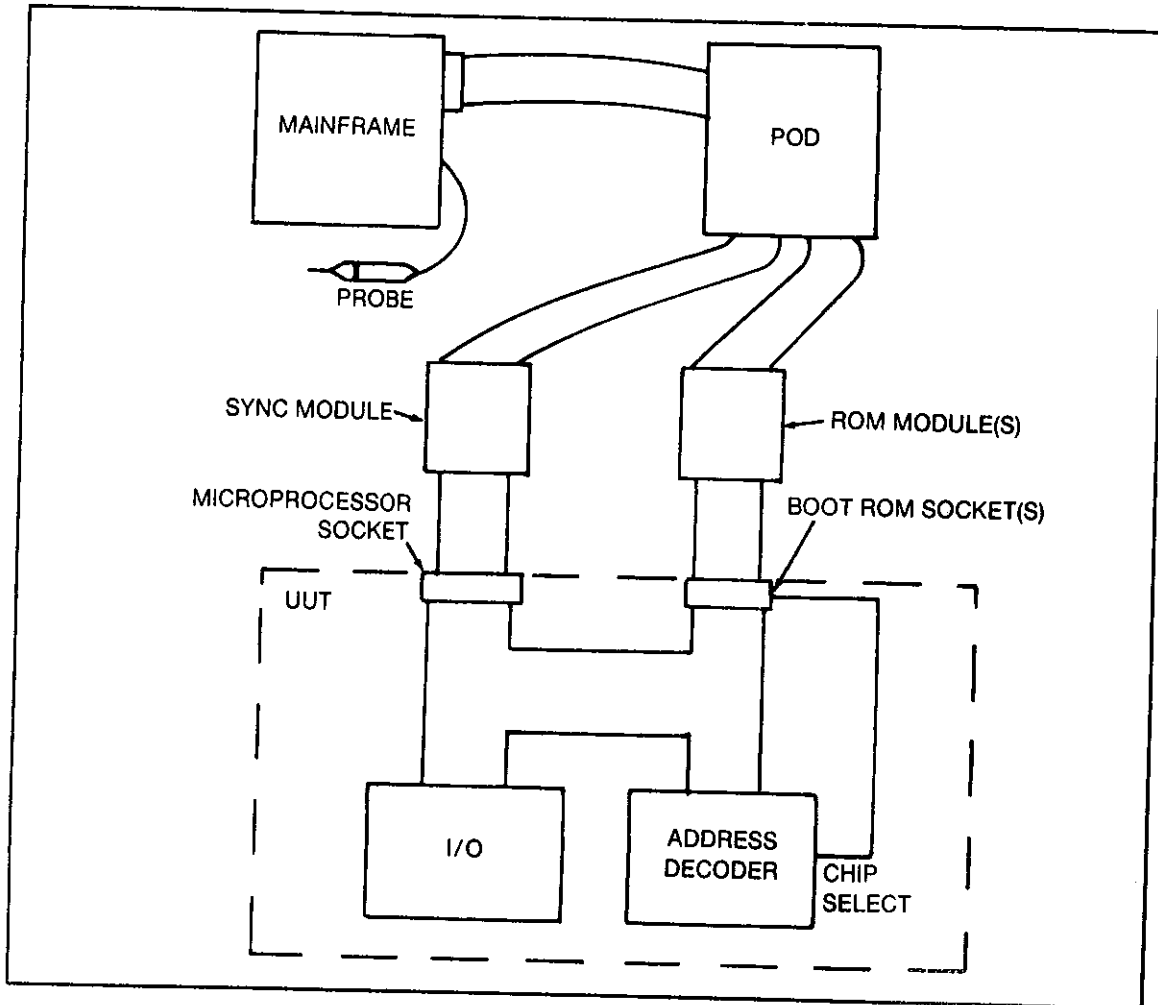 MAINFRAME
POD
PROBE
SYNC MODULE
ROM MODULE(S)
MICROPROCESSOR
SOCKET
BOOT ROM SOCKET(S)
UUT
I/O
ADDRESS
DECODER
CHIP
SELECT